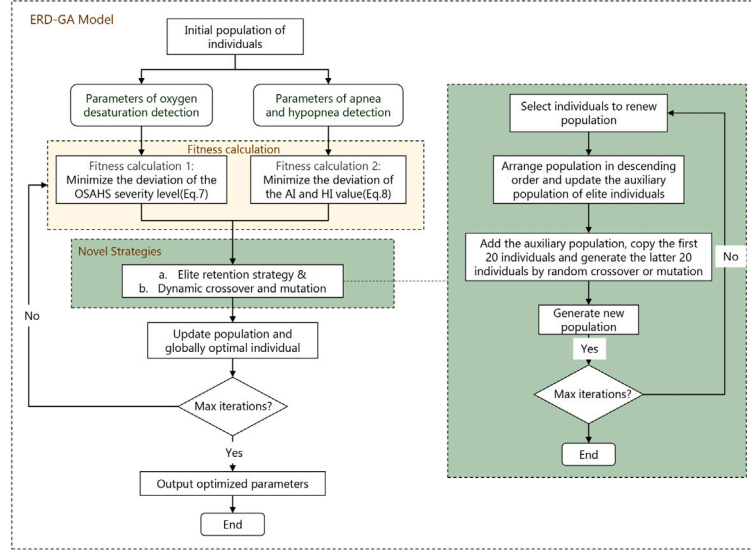 ERD-GA Model
Initial population of
individuals
Parameters of oxygen
desaturation detection
Parameters of apnea
and hypopnea detection
Fitness calculation
Fitness calculation 1:
Minimize the deviation of the
OSAHS severity level(Eq.7)
Fitness calculation 2:
Minimize the deviation of
the AI and HI value(Eq.8)
Novel Strategies
a. Elite retention strategy &
b. Dynamic crossover and mutation
No
Update population and
globally optimal individual
Max iterations?
Yes
Output optimized parameters
End
Select individuals to renew
population
Arrange population in descending
order and update the auxiliary
population of elite individuals
Add the auxiliary population, copy the first
20 individuals and generate the latter 20
individuals by random crossover or mutation
No
Generate new
population
Yes
Max iterations?
End